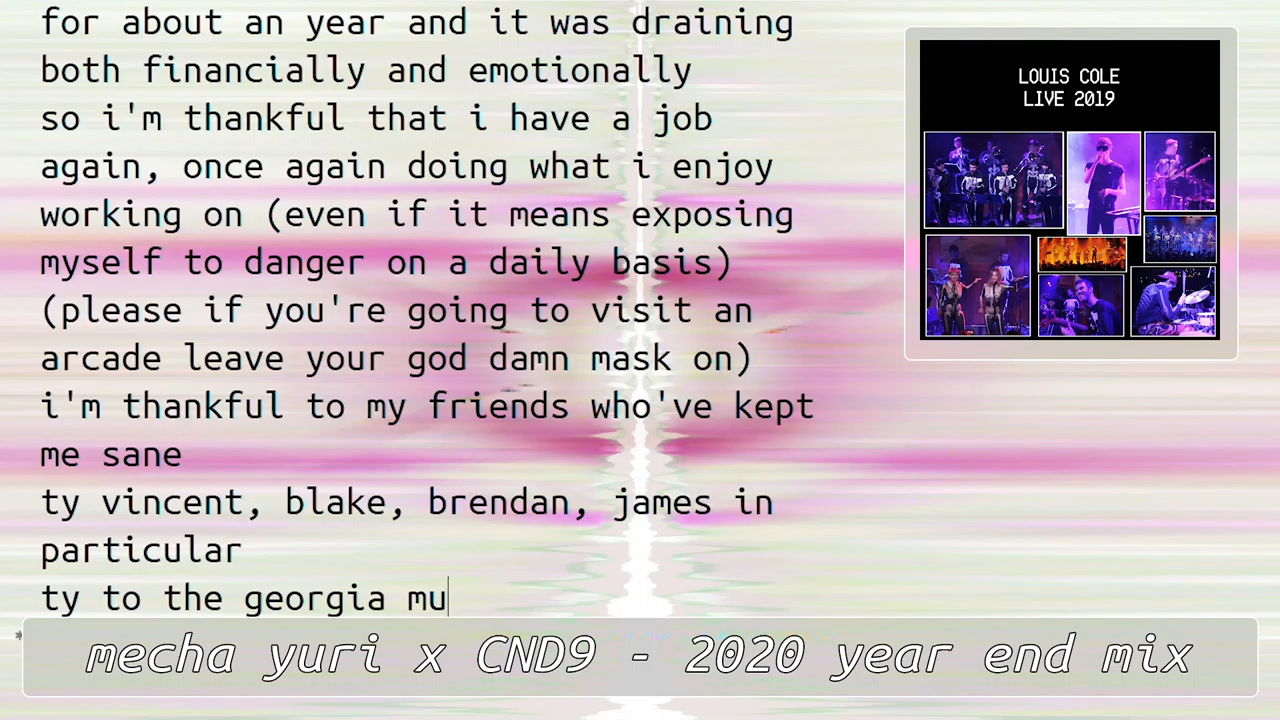 for about an year and it was draining
both financially and emotionally
so i'm thankful that i have a job
again, once again doing what i enjoy
working on (even if it means exposing
myself to danger on a daily basis)
(please if you're going to visit an
arcade leave your god damn mask on)
i'm thankful to my friends who've kept
me sane
ty vincent, blake, brendan, james in
particular
ty to the georgia mu
*
LOUIS COLE
LIVE 2019
mecha yuri x CND9 - 2020 year end mix